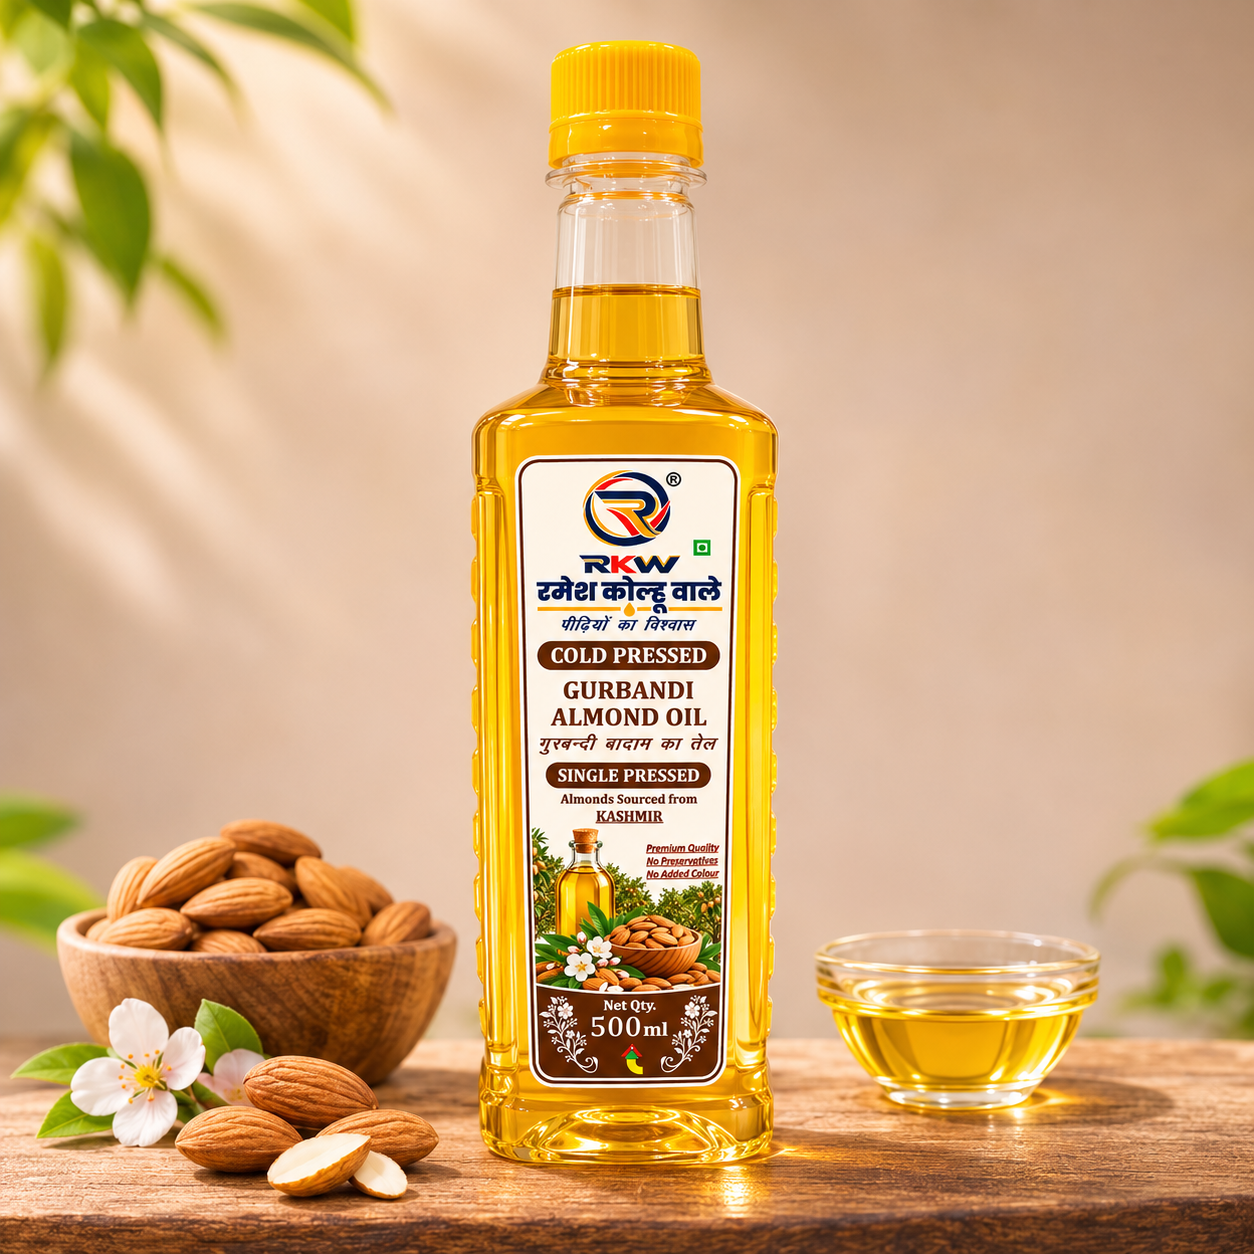 ®
RKW
रमेश कोल्हू वाले
पीढ़ियों का विश्वास
COLD PRESSED
GURBANDI
ALMOND OIL
गुरबन्दी बादाम का तेल
SINGLE PRESSED
Almonds Sourced from
KASHMIR
Premium Quality
No Preservatives
No Added Colour
Net Qty.
500ml